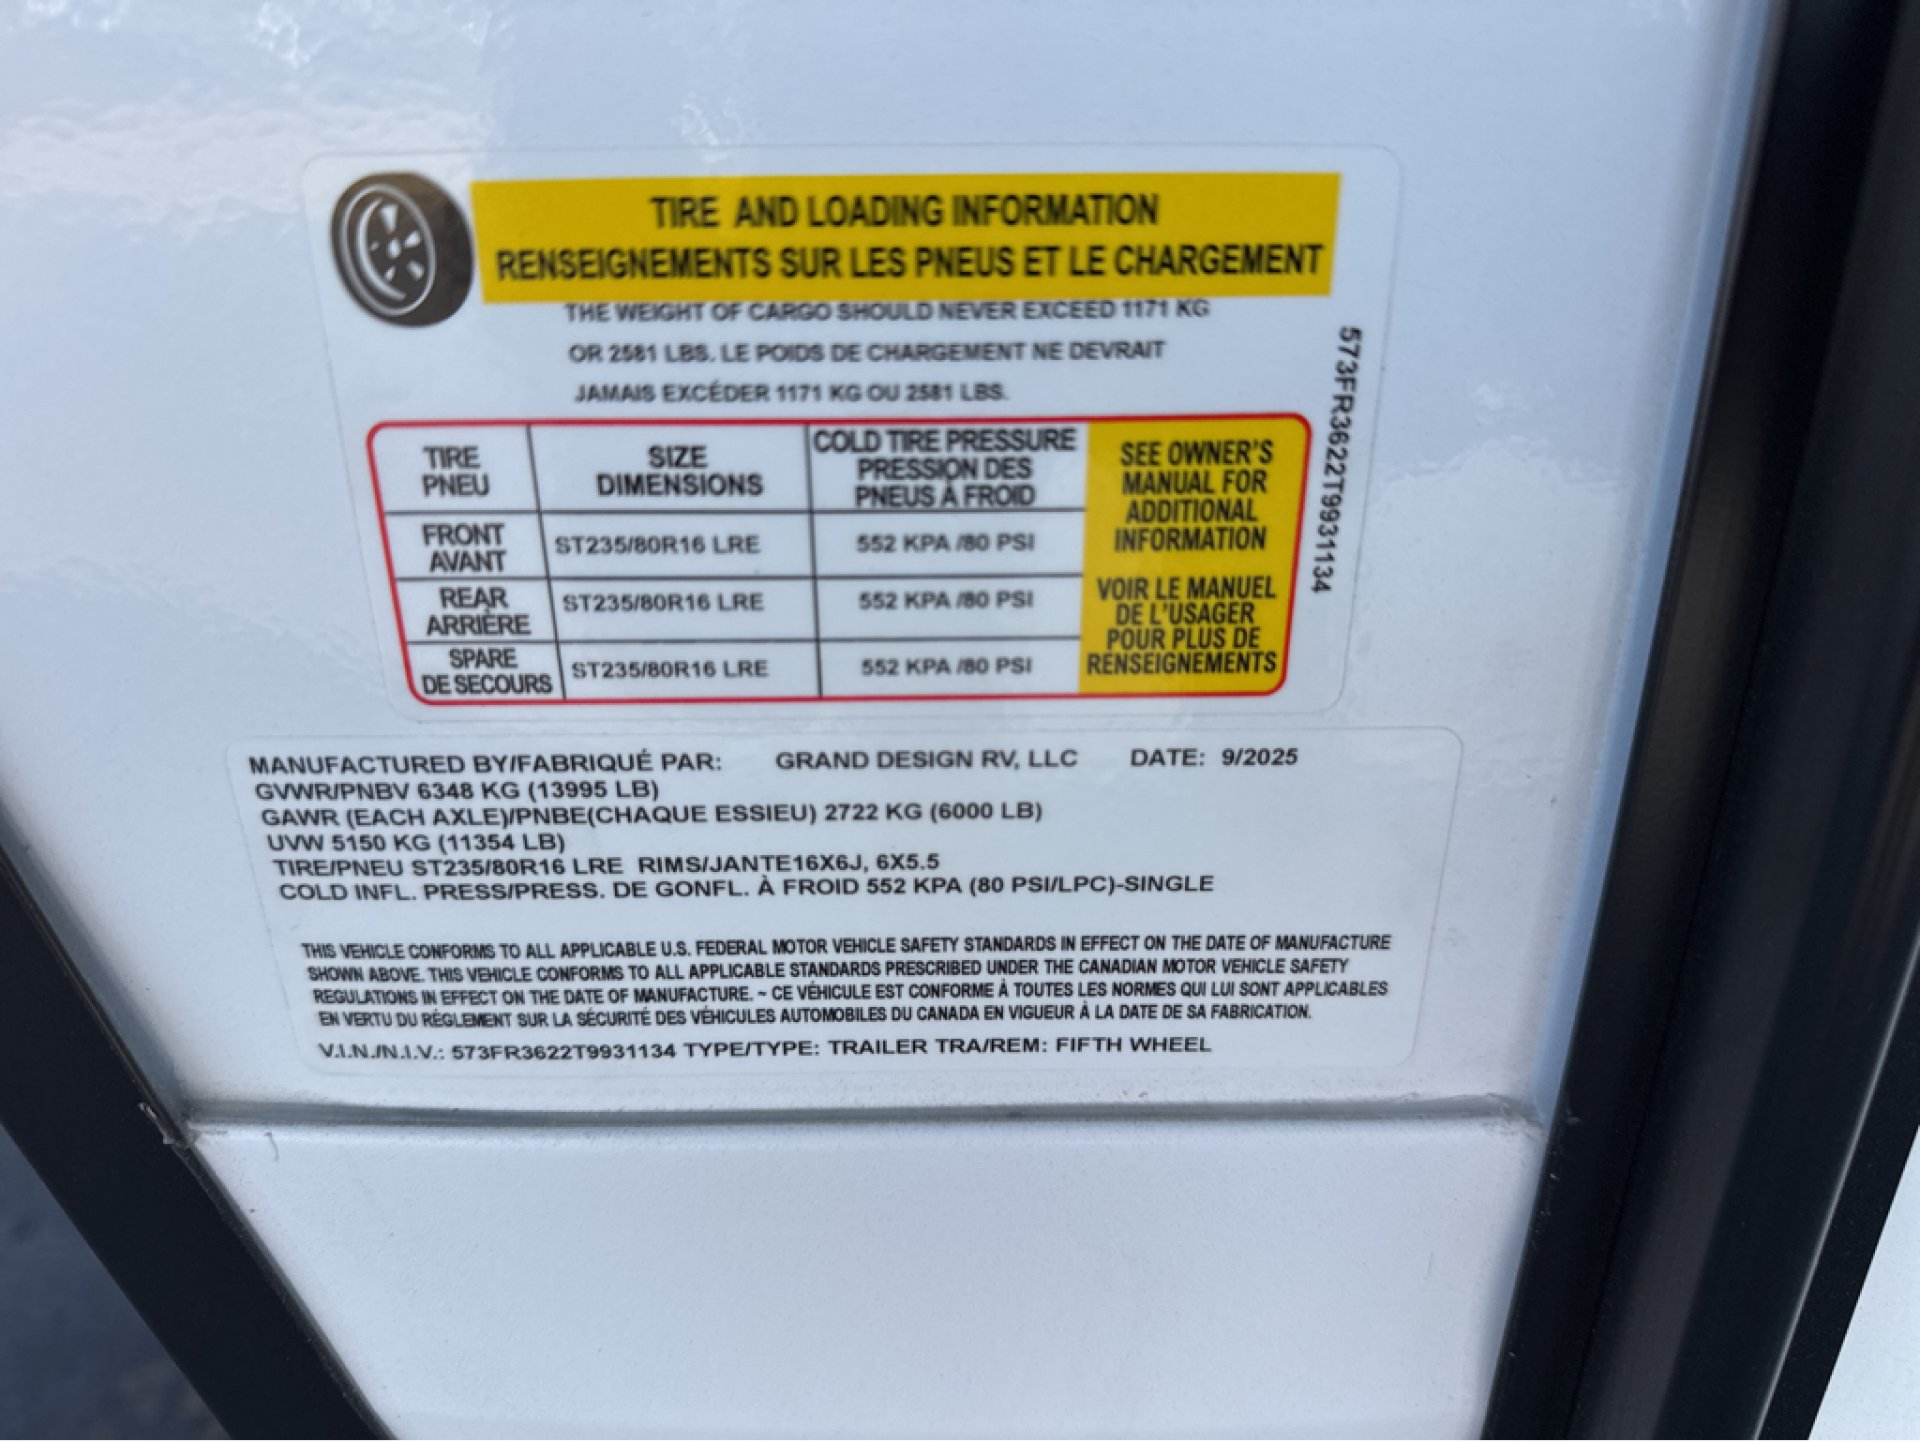 TIRE AND LOADING INFORMATION
RENSEIGNEMENTS SUR LES PNEUS ET LE CHARGEMENT
THE WEIGHT OF CARGO SHOULD NEVER EXCEED 1171 KG
OR 2581 LBS. LE POIDS DE CHARGEMENT NE DEVRAIT
JAMAIS EXCÉDER 1171 KG OU 2581 LBS.
573FR3622T9931134
TIRE
PNEU
SIZE
DIMENSIONS
COLD TIRE PRESSURE
PRESSION DES
PNEUS À FROID
FRONT
AVANT
ST235/80R16 LRE
552 KPA /80 PSI
REAR
ARRIÈRE
ST235/80R16 LRE
552 KPA /80 PSI
SPARE
DE SECOURS
ST235/80R16 LRE
552 KPA /80 PSI
SEE OWNER'S
MANUAL FOR
ADDITIONAL
INFORMATION
VOIR LE MANUEL
DE L'USAGER
POUR PLUS DE
RENSEIGNEMENTS
MANUFACTURED BY/FABRIQUÉ PAR: GRAND DESIGN RV, LLC DATE: 9/2025
GVWR/PNBV 6348 KG (13995 LB)
GAWR (EACH AXLE)/PNBE(CHAQUE ESSIEU) 2722 KG (6000 LB)
UVW 5150 KG (11354 LB)
TIRE/PNEU ST235/80R16 LRE RIMS/JANTE16X6J, 6X5.5
COLD INFL. PRESS/PRESS. DE GONFL. À FROID 552 KPA (80 PSI/LPC)-SINGLE
THIS VEHICLE CONFORMS TO ALL APPLICABLE U.S. FEDERAL MOTOR VEHICLE SAFETY STANDARDS IN EFFECT ON THE DATE OF MANUFACTURE
SHOWN ABOVE. THIS VEHICLE CONFORMS TO ALL APPLICABLE STANDARDS PRESCRIBED UNDER THE CANADIAN MOTOR VEHICLE SAFETY
REGULATIONS IN EFFECT ON THE DATE OF MANUFACTURE. ~ CE VÉHICULE EST CONFORME À TOUTES LES NORMES QUI LUI SONT APPLICABLES
EN VERTU DU RÈGLEMENT SUR LA SÉCURITÉ DES VÉHICULES AUTOMOBILES DU CANADA EN VIGUEUR À LA DATE DE SA FABRICATION.
V.I.N./N.I.V.: 573FR3622T9931134 TYPE/TYPE: TRAILER TRA/REM: FIFTH WHEEL